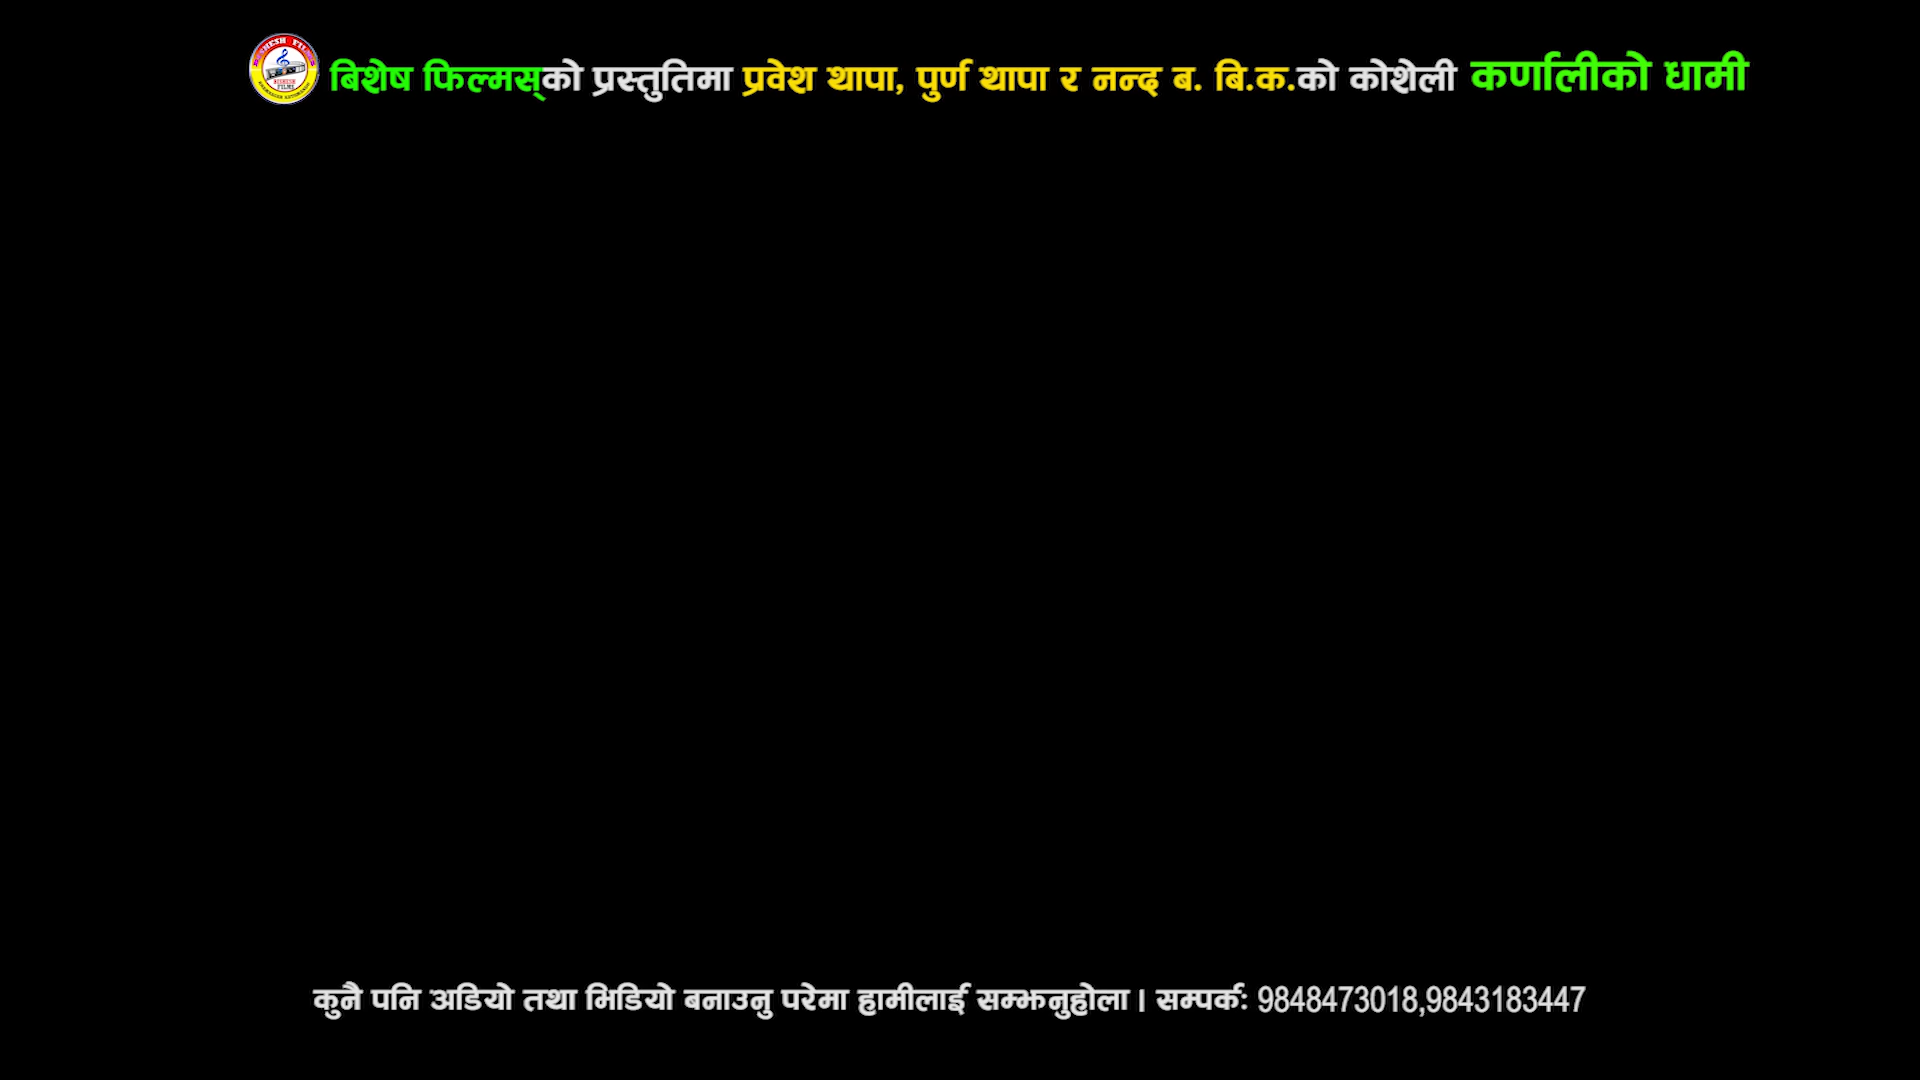 बिशेष फिल्मस्को प्रस्तुतिमा प्रवेश थापा, पुर्ण थापा र नन्द ब. बि.क.को कोशेली कर्णालीको धामी
कुनै पनि अडियो तथा भिडियो बनाउनु परेमा हामीलाई सम्झनुहोला । सम्पर्कः 9848473018,9843183447